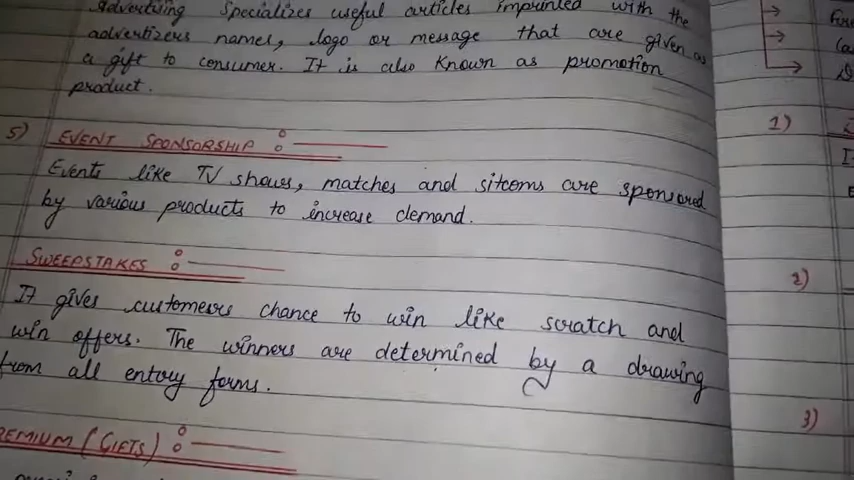 Advertising Specializes useful articles imprinted with the
advertizers names, logo or message that are given as
a gift to consumer. It is also known as promotion
product.
5) EVENT SPONSORSHIP :
Events like TV shows, matches and sitcoms are sponsored
by various products to increase demand.
SWEEPSTAKES :
It gives customers chance to win like scratch and
win offers. The winners are determined by a drawing
from all entry forms.
PREMIUM (GIFTS) :
1)
2)
3)